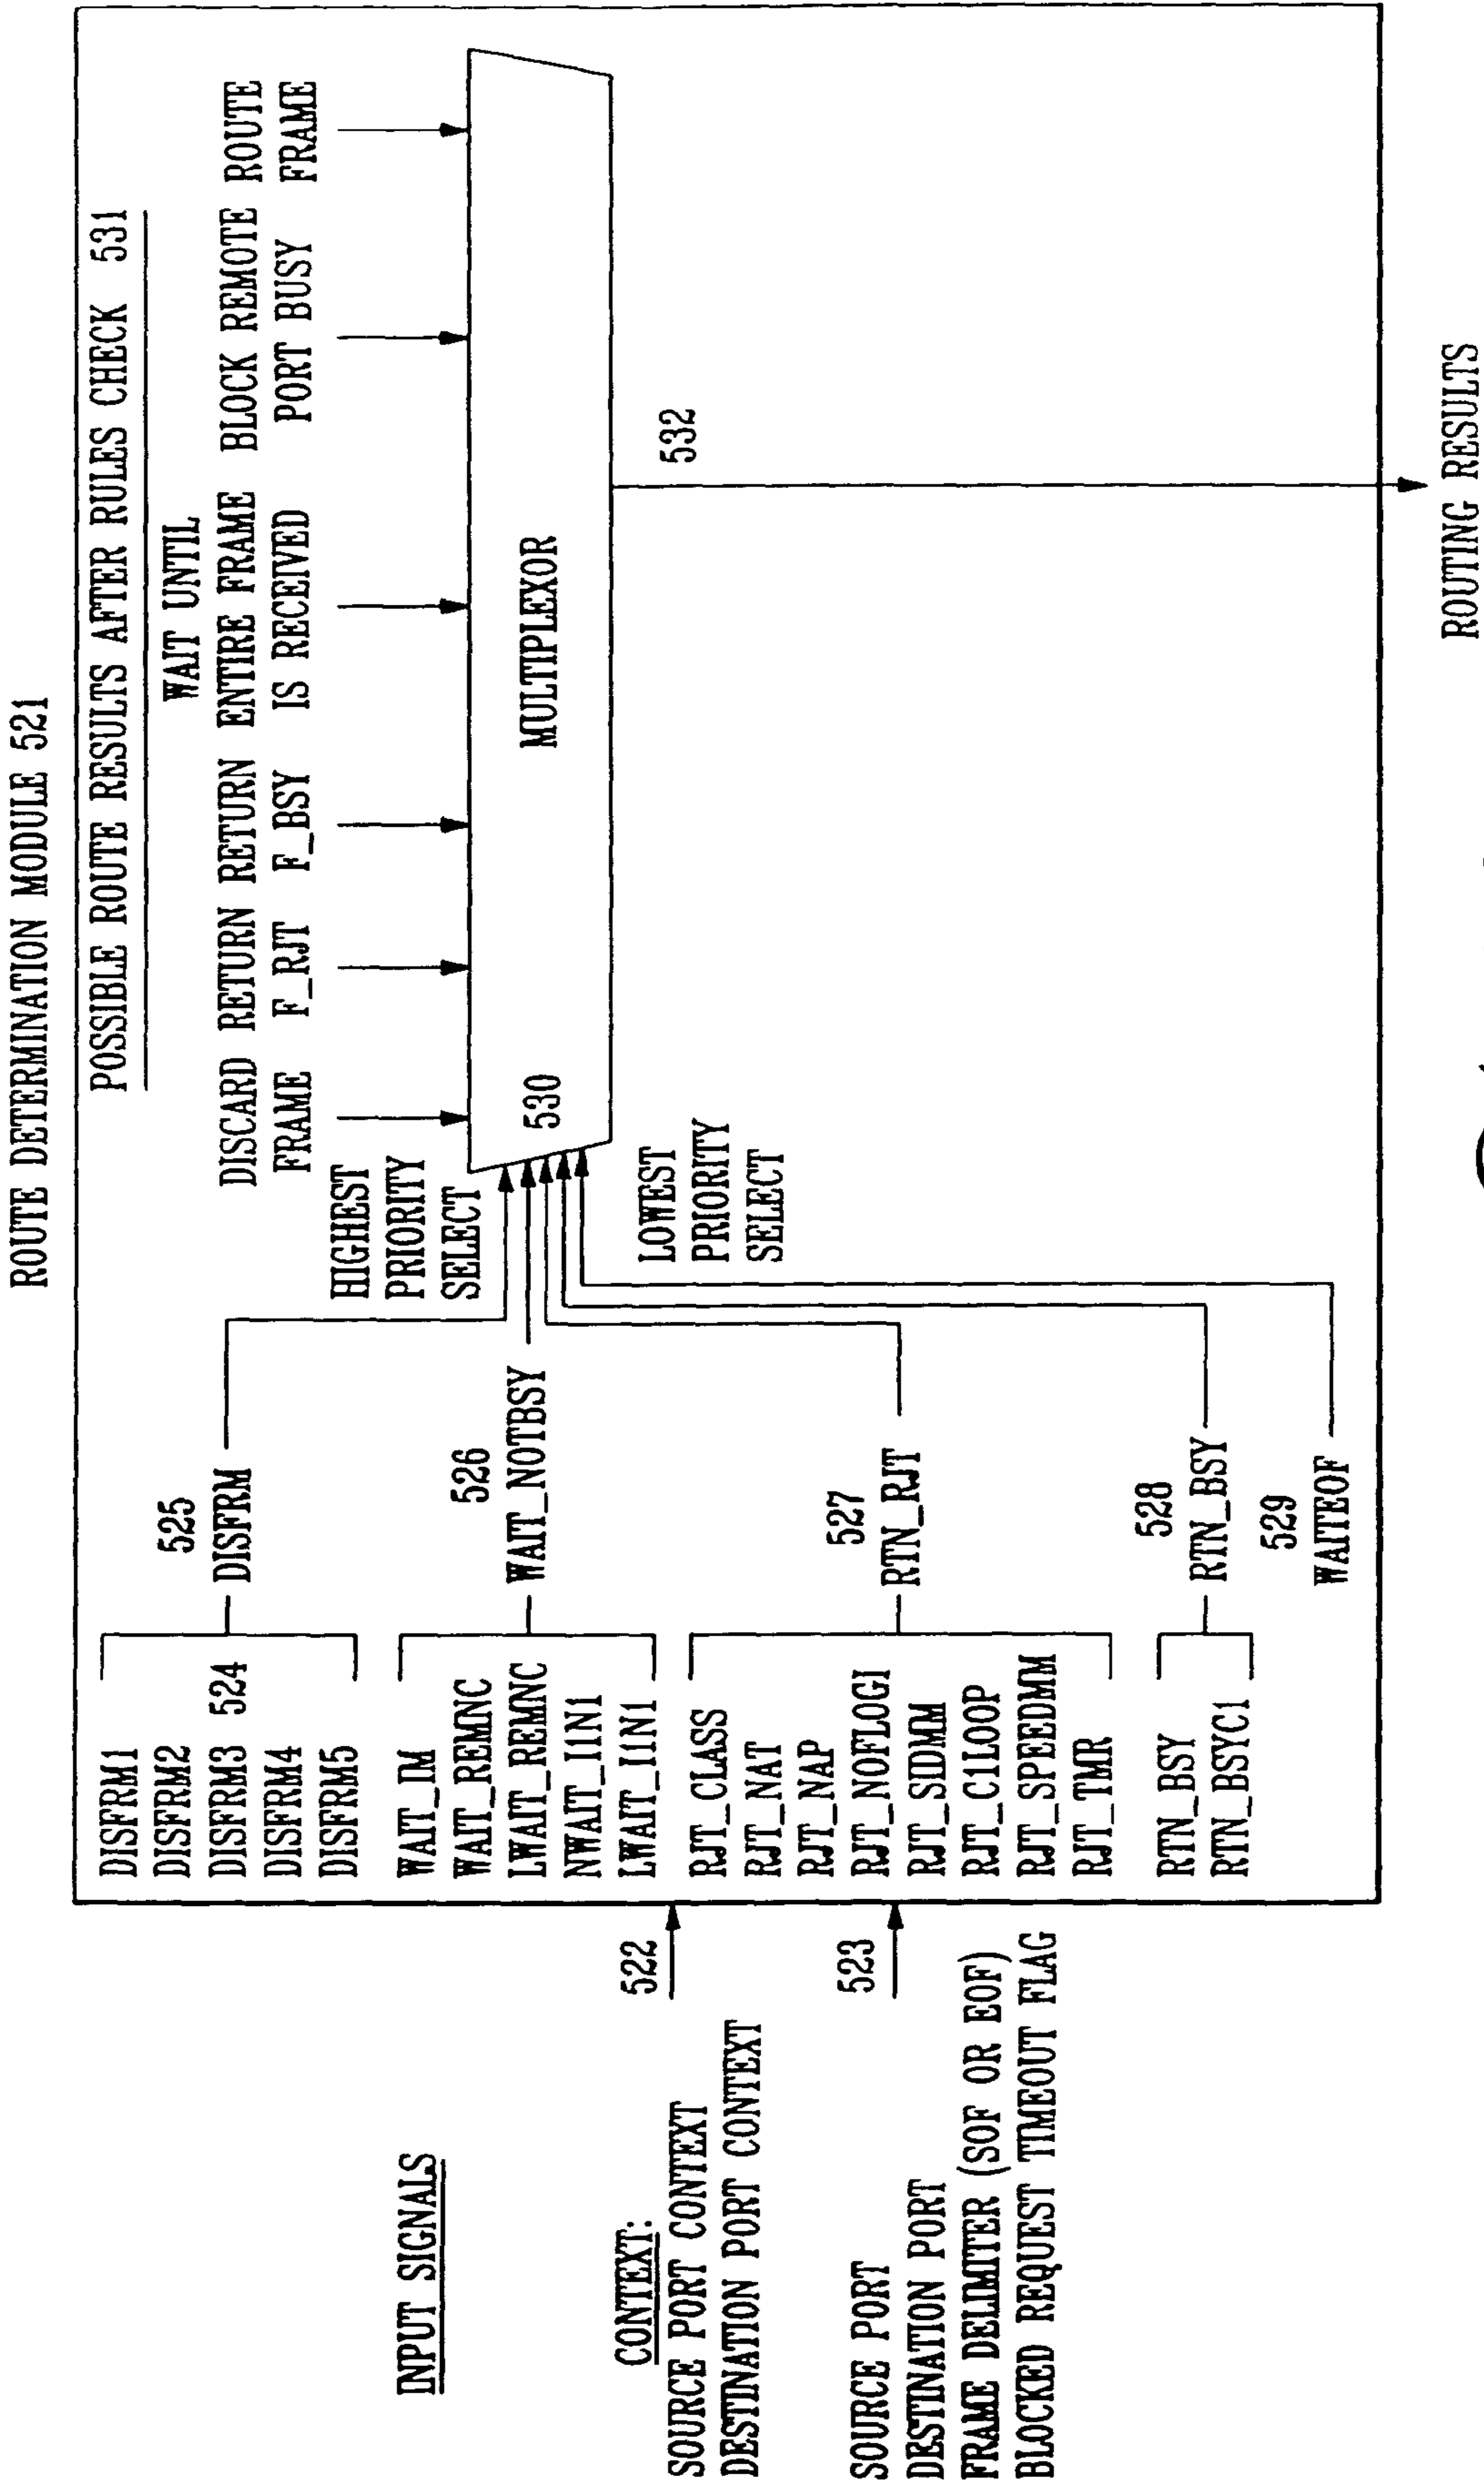 ROUTE DETERMINATION MODULE 521
POSSIBLE ROUTE RESULTS AFTER RULES CHECK 531
DISCARD
FRAME
RETURN
F_RJT
RETURN
F_BSY
WAIT UNTIL
ENTIRE FRAME
IS RECEIVED
BLOCK REMOTE
PORT BUSY
ROUTE
FRAME
HIGHEST
PRIORITY
SELECT
530
MULTIPLEXOR
LOWEST
PRIORITY
SELECT
532
ROUTING RESULTS
DISFRM1
DISFRM2
DISFRM3 524
DISFRM4
DISFRM5
525
DISFRM
WAIT_IM
WAIT_REMNC
LWAIT_REMNC
NWAIT_I1N1
LWAIT_I1N1
526
WAIT_NOTBSY
RJT_CLASS
RJT_NAT
RJT_NAP
RJT_NOFLOGI
RJT_SIDMM
RJT_C1LOOP
RJT_SPEEDMM
RJT_TMR
527
RTN_RJT
RTN_BSY
RTN_BSYC1
528
RTN_BSY
529
WAITEOF
INPUT SIGNALS
CONTEXT:
SOURCE PORT CONTEXT
DESTINATION PORT CONTEXT
522
SOURCE PORT
DESTINATION PORT
FRAME DELIMITER (SOF OR EOF)
BLOCKED REQUEST TIMEOUT FLAG
523